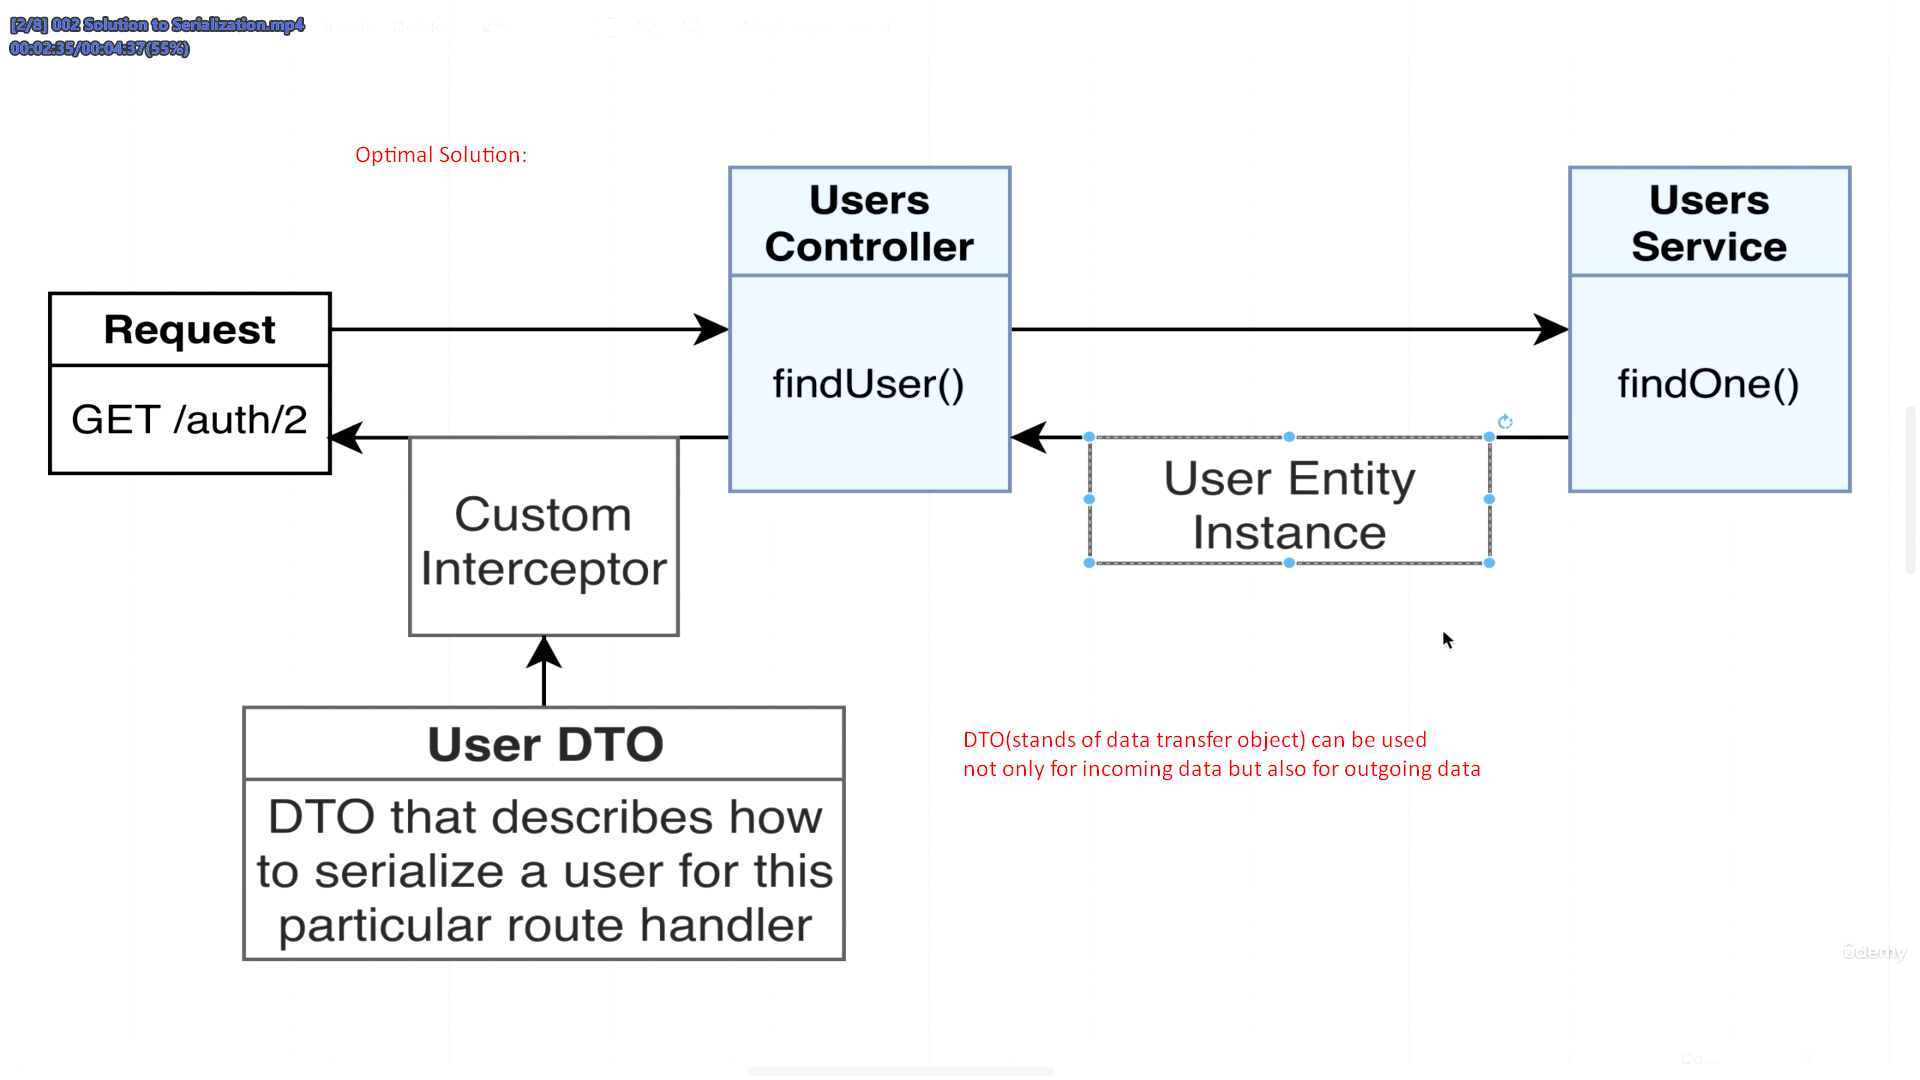 [2/8] 002 Solution to Serialization.mp4
00:02:35/00:04:37(55%)
Insert Delete
Optimal Solution:
Users
Controller
findUser()
Users
Service
findOne()
Request
GET /auth/2
Custom
Interceptor
User Entity
Instance
User DTO
DTO that describes how
to serialize a user for this
particular route handler
DTO(stands of data transfer object) can be used
not only for incoming data but also for outgoing data
ûdemy